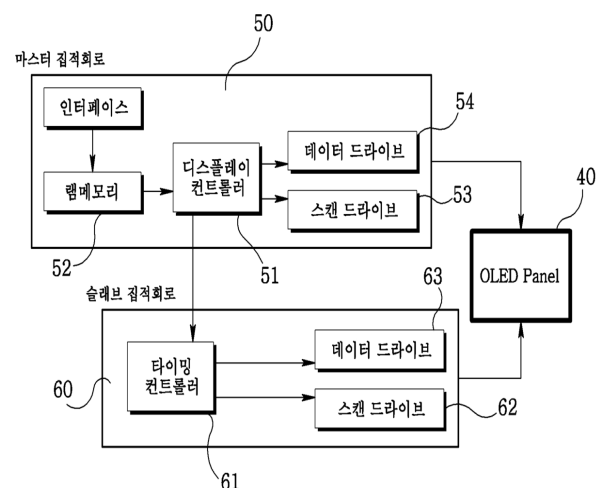 50
마스터 집적회로
인터페이스
54
디스플레이
컨트롤러
데이터 드라이브
램메모리
53
스캔 드라이브
40
52
51
OLED Panel
슬래브 집적회로
63
데이터 드라이브
타이밍
컨트롤러
60
스캔 드라이브
62
61